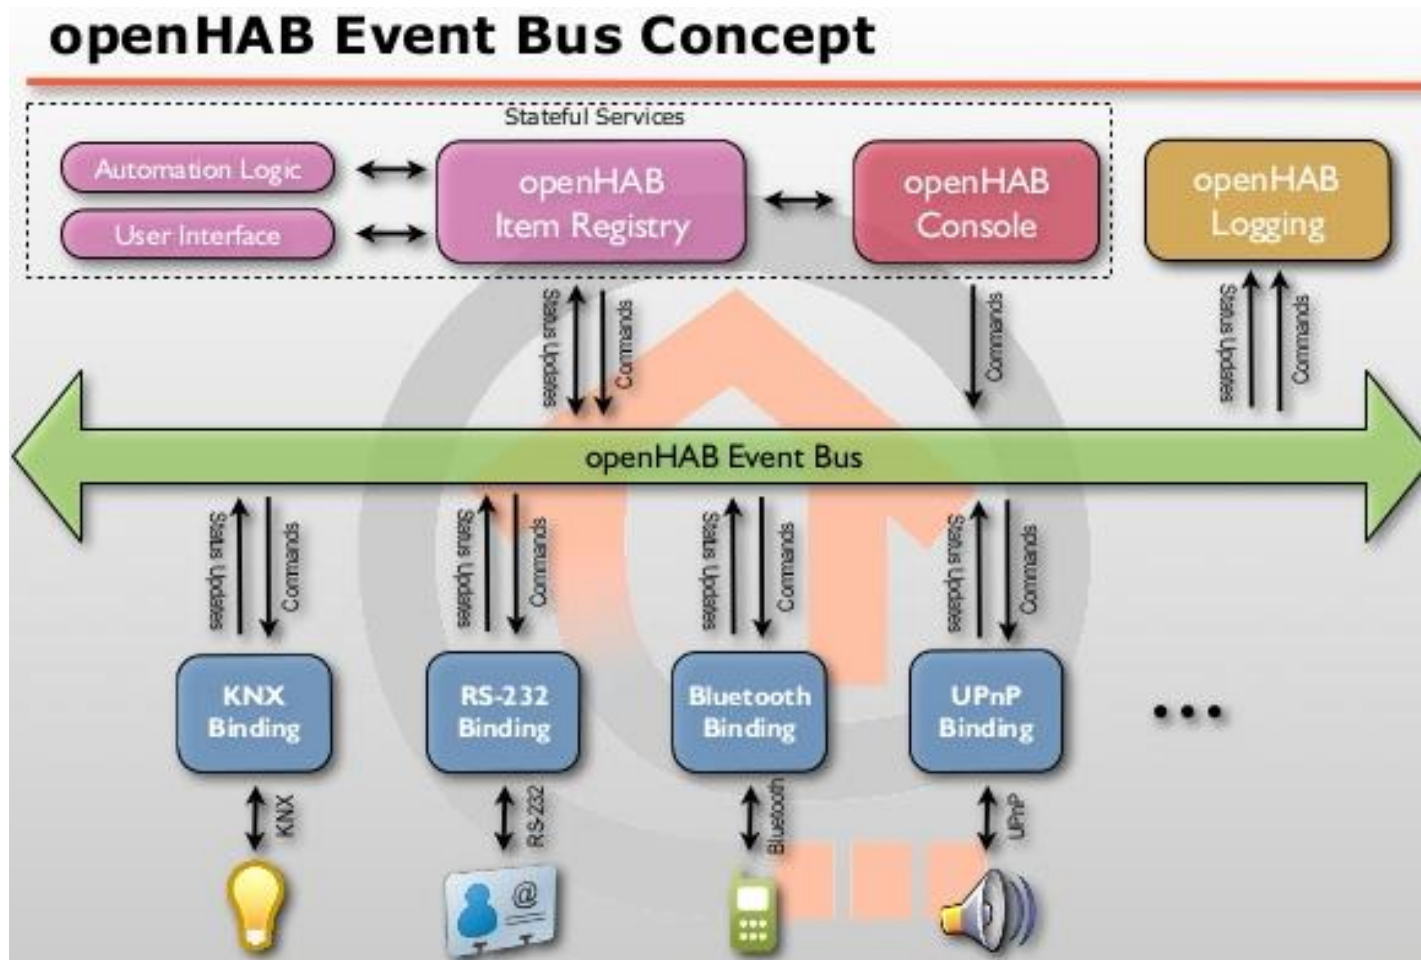 openHAB Event Bus Concept
Stateful Services
Automation Logic
User Interface
openHAB
Item Registry
openHAB
Console
openHAB
Logging
Status Updates
Commands
Commands
Status Updates
Commands
openHAB Event Bus
Status Updates
Commands
Status Updates
Commands
Status Updates
Commands
Status Updates
Commands
KNX
Binding
RS-232
Binding
Bluetooth
Binding
UPnP
Binding
...
KNX
RS-232
Bluetooth
UPnP
@